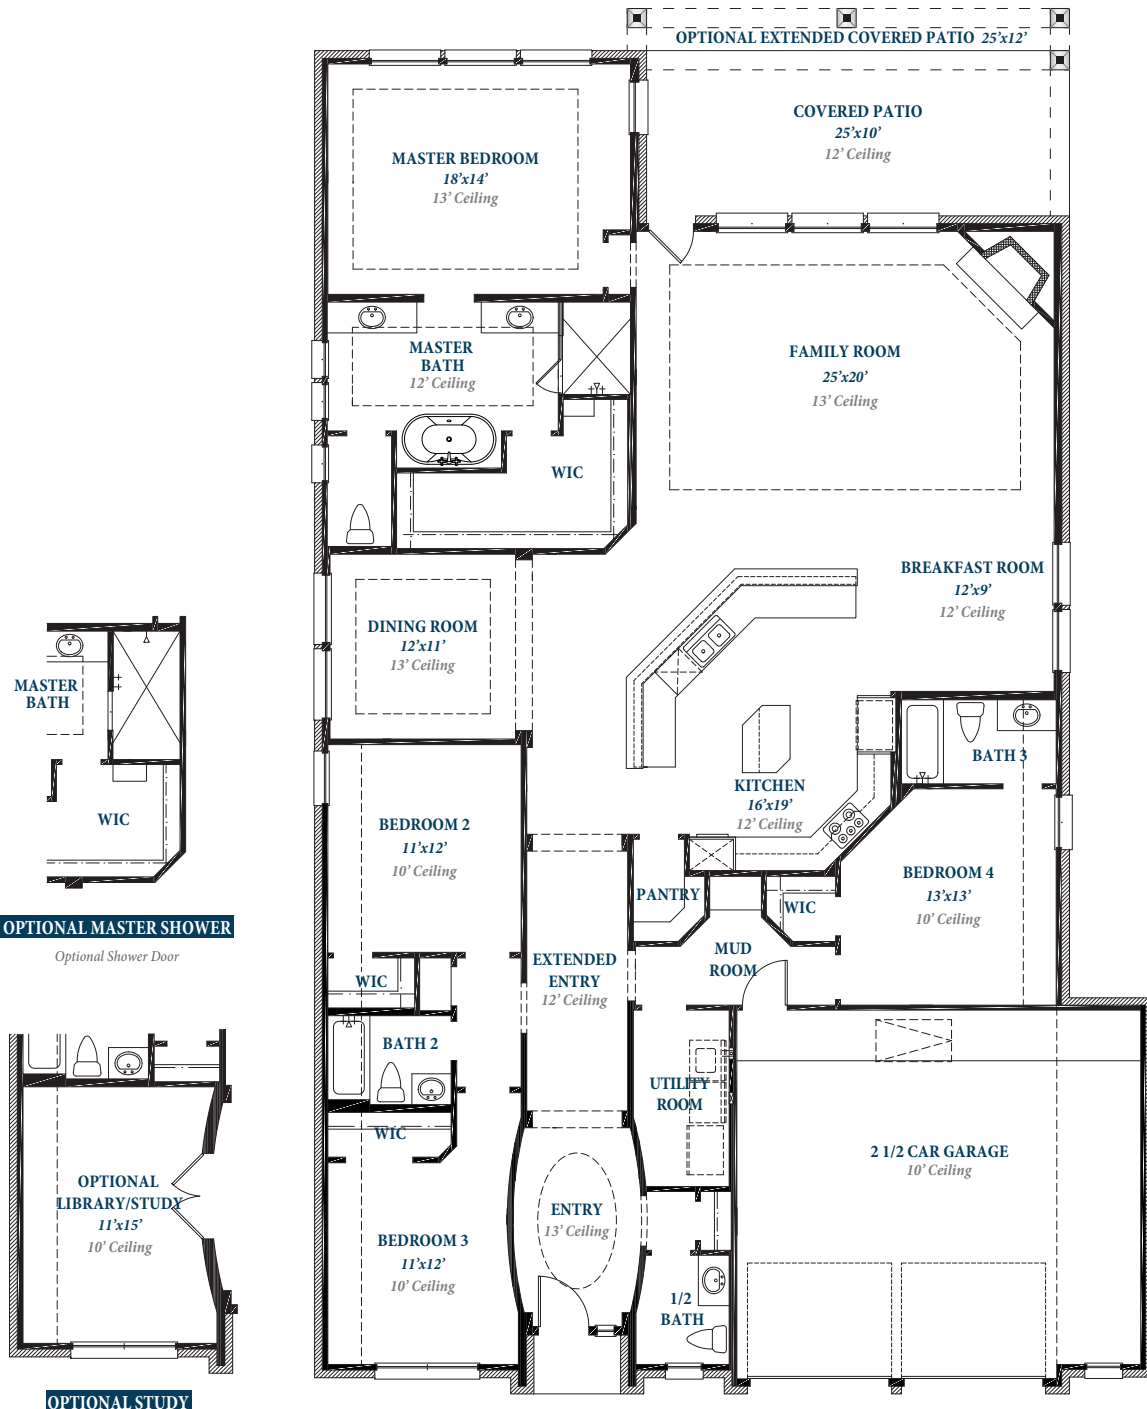 OPTIONAL EXTENDED COVERED PATIO 25'x12'
COVERED PATIO
25'x10'
12' Ceiling
MASTER BEDROOM
18'x14'
13' Ceiling
MASTER
BATH
12' Ceiling
FAMILY ROOM
25'x20'
13' Ceiling
WIC
BREAKFAST ROOM
12'x9'
12' Ceiling
DINING ROOM
12'x11'
13' Ceiling
MASTER
BATH
WIC
OPTIONAL MASTER SHOWER
Optional Shower Door
BATH 3
KITCHEN
16'x19'
12' Ceiling
BEDROOM 2
11'x12'
10' Ceiling
BEDROOM 4
13'x13'
10' Ceiling
PANTRY
WIC
MUD
ROOM
EXTENDED
ENTRY
12' Ceiling
WIC
BATH 2
UTILITY
ROOM
WIC
2 1/2 CAR GARAGE
10' Ceiling
OPTIONAL
LIBRARY/STUDY
11'x15'
10' Ceiling
ENTRY
13' Ceiling
BEDROOM 3
11'x12'
10' Ceiling
1/2
BATH
OPTIONAL STUDY